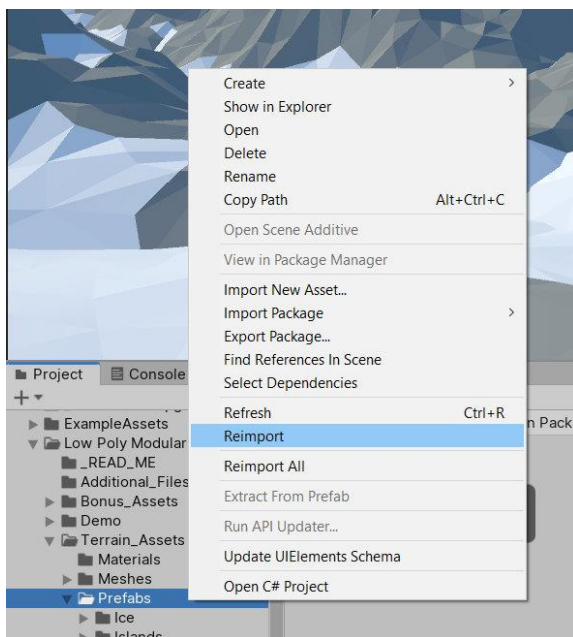 Create
Show in Explorer
Open
Delete
Rename
Copy Path Alt+Ctrl+C
Open Scene Additive
View in Package Manager
Import New Asset...
Import Package
Export Package...
Find References In Scene
Select Dependencies
Refresh Ctrl+R
Reimport
Reimport All
Extract From Prefab
Run API Updater...
Update UIElements Schema
Open C# Project
Project Console
n Pack
ExampleAssets
Low Poly Modular
_READ_ME
Additional_Files
Bonus_Assets
Demo
Terrain_Assets
Materials
Meshes
Prefabs
Ice
Islands